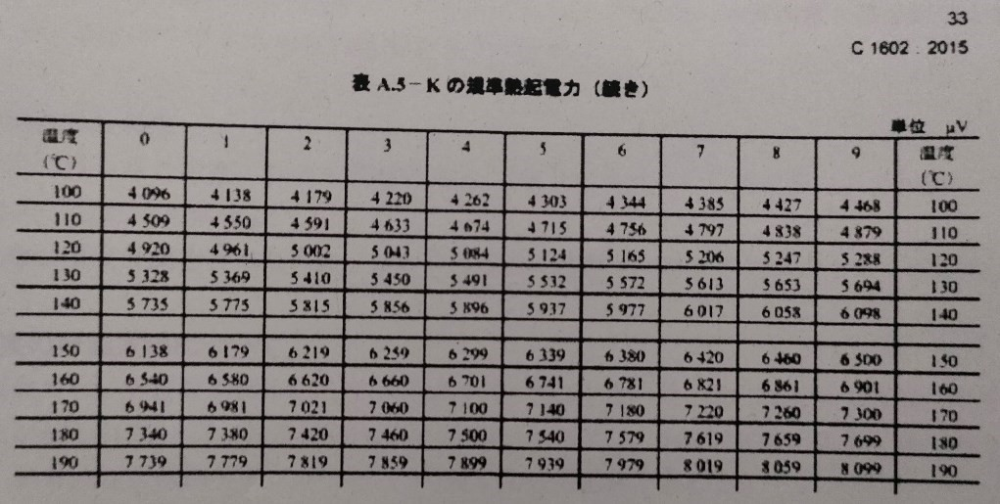 33
C 1602 : 2015
表 A.5－K の規準熱起電力（続き）
単位 μV
温度 (℃) 0 1 2 3 4 5 6 7 8 9 温度 (℃)
100 4 096 4 138 4 179 4 220 4 262 4 303 4 344 4 385 4 427 4 468 100
110 4 509 4 550 4 591 4 633 4 674 4 715 4 756 4 797 4 838 4 879 110
120 4 920 4 961 5 002 5 043 5 084 5 124 5 165 5 206 5 247 5 288 120
130 5 328 5 369 5 410 5 450 5 491 5 532 5 572 5 613 5 653 5 694 130
140 5 735 5 775 5 815 5 856 5 896 5 937 5 977 6 017 6 058 6 098 140
150 6 138 6 179 6 219 6 259 6 299 6 339 6 380 6 420 6 460 6 500 150
160 6 540 6 580 6 620 6 660 6 701 6 741 6 781 6 821 6 861 6 901 160
170 6 941 6 981 7 021 7 060 7 100 7 140 7 180 7 220 7 260 7 300 170
180 7 340 7 380 7 420 7 460 7 500 7 540 7 579 7 619 7 659 7 699 180
190 7 739 7 779 7 819 7 859 7 899 7 939 7 979 8 019 8 059 8 099 190